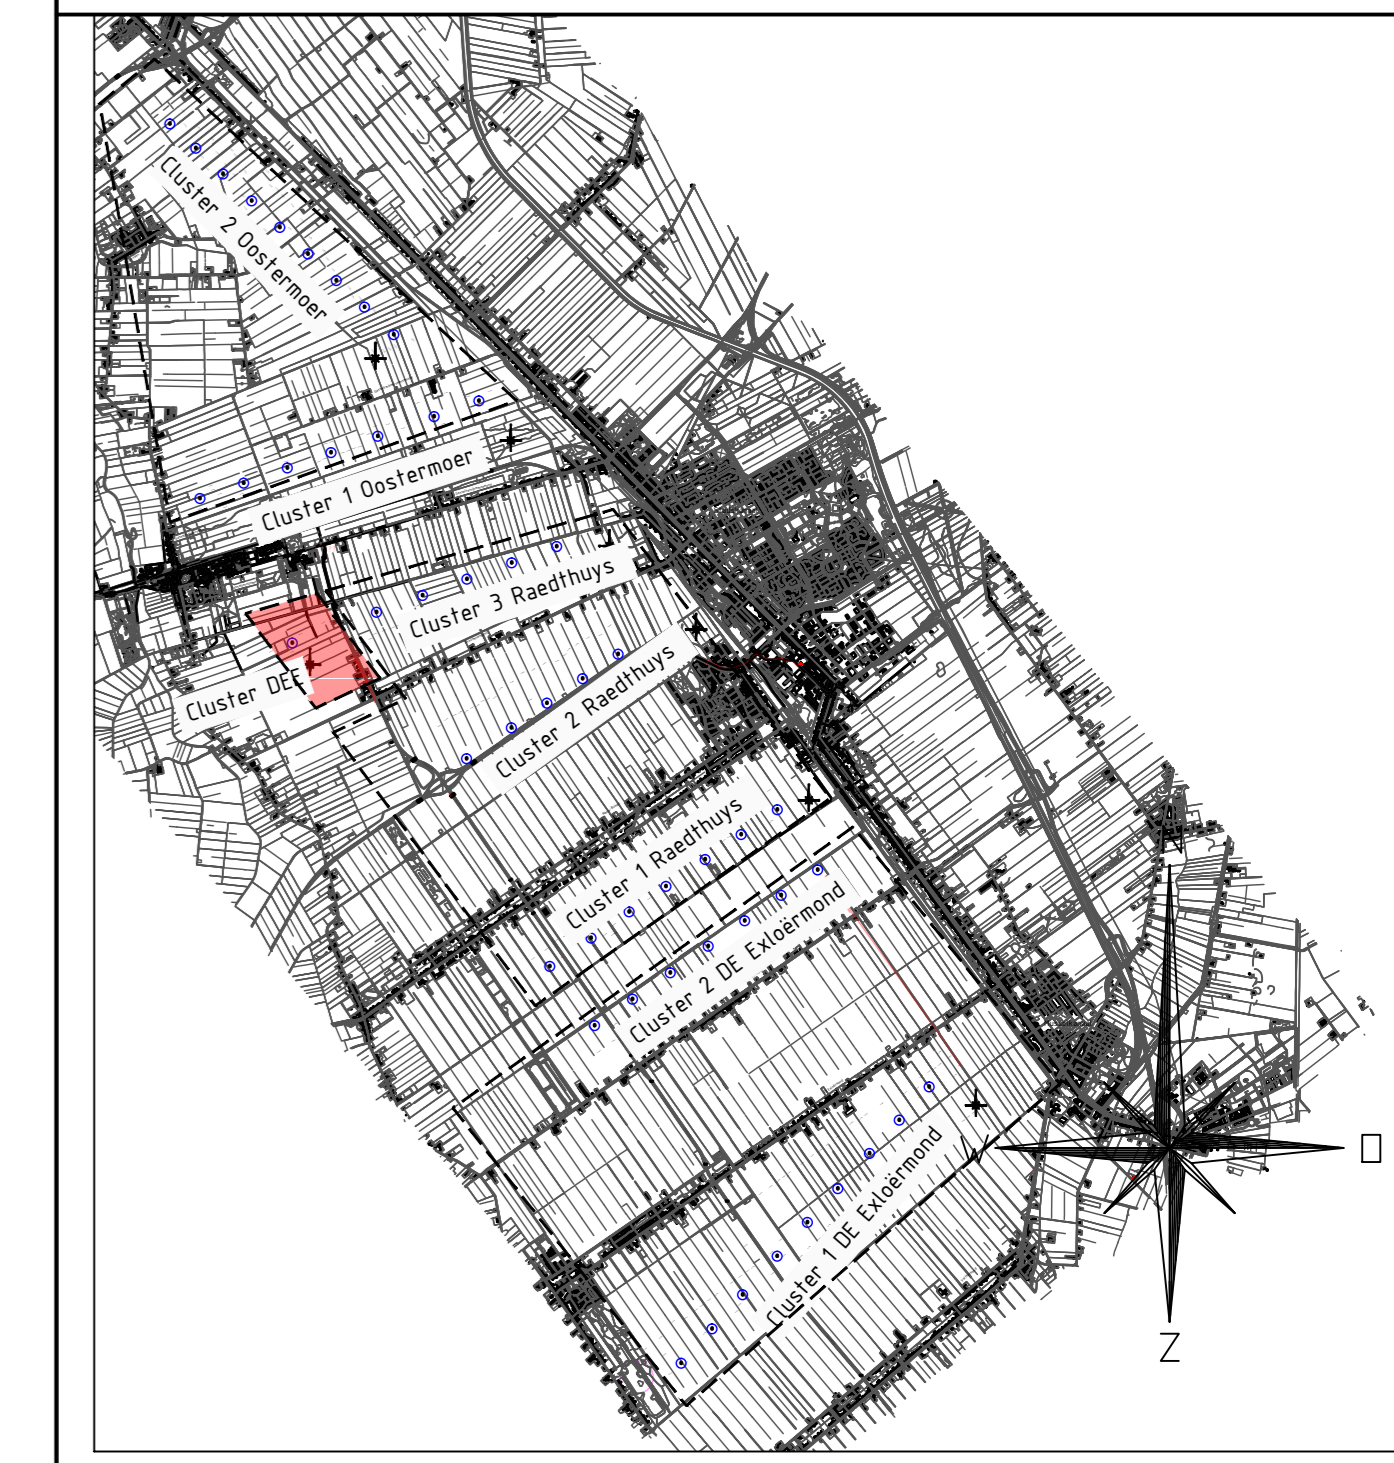 Cluster 2 Oostermoer
Cluster 1 Oostermoer
Cluster 3 Raedthuys
Cluster DEE
Cluster 2 Raedthuys
Cluster 1 Raedthuys
Cluster 2 DE Exloërmond
Cluster 1 DE Exloërmond
N
W
O
Z